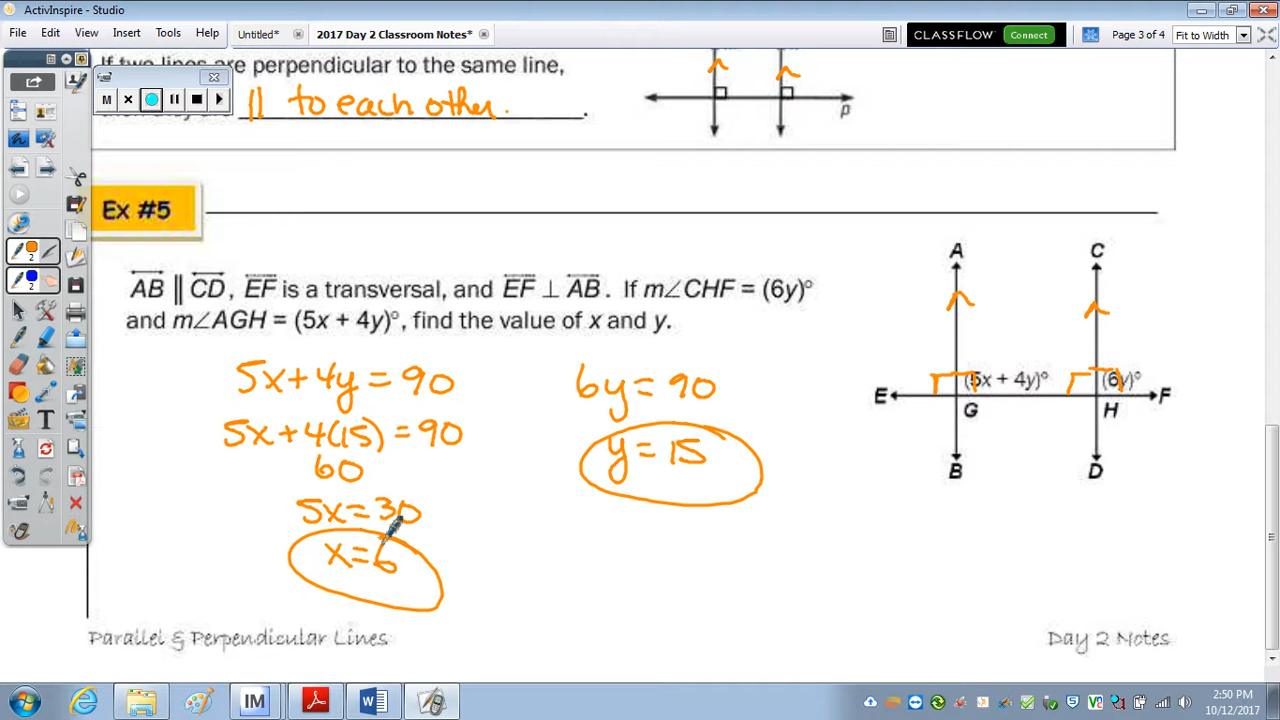 ActivInspire - Studio
File Edit View Insert Tools Help
Untitled* 2017 Day 2 Classroom Notes*
CLASSFLOW Connect
Page 3 of 4 Fit to Width
M
2
2
T
If two lines are perpendicular to the same line,
|| to each other.
p
Ex #5
AB ∥ CD, EF is a transversal, and EF ⊥ AB. If m∠CHF = (6y)°
and m∠AGH = (5x + 4y)°, find the value of x and y.
5x+4y=90
5x+4(15)=90
60
5x=30
x=6
6y=90
y=15
A C
(5x + 4y)° (6y)°
E F
G H
B D
Parallel & Perpendicular Lines Day 2 Notes
IM W
2:50 PM
10/12/2017